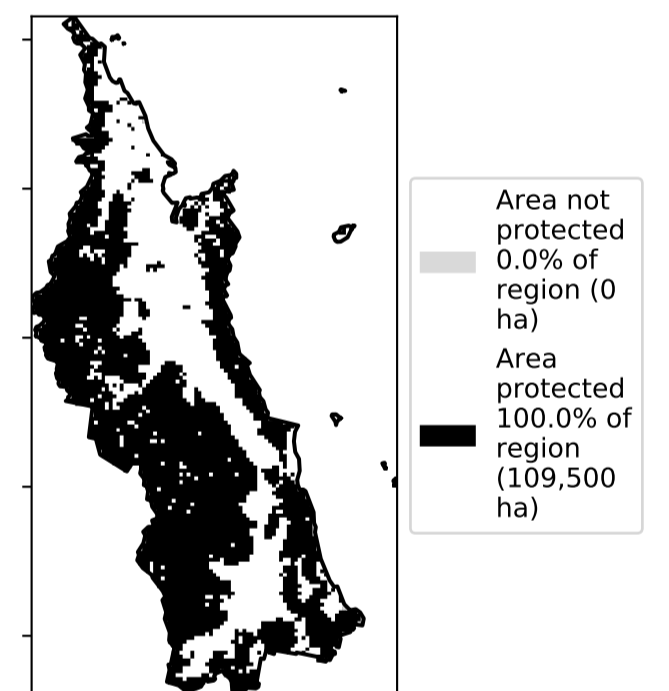 Area not
protected
0.0% of
region (0
ha)
Area
protected
100.0% of
region
(109,500
ha)